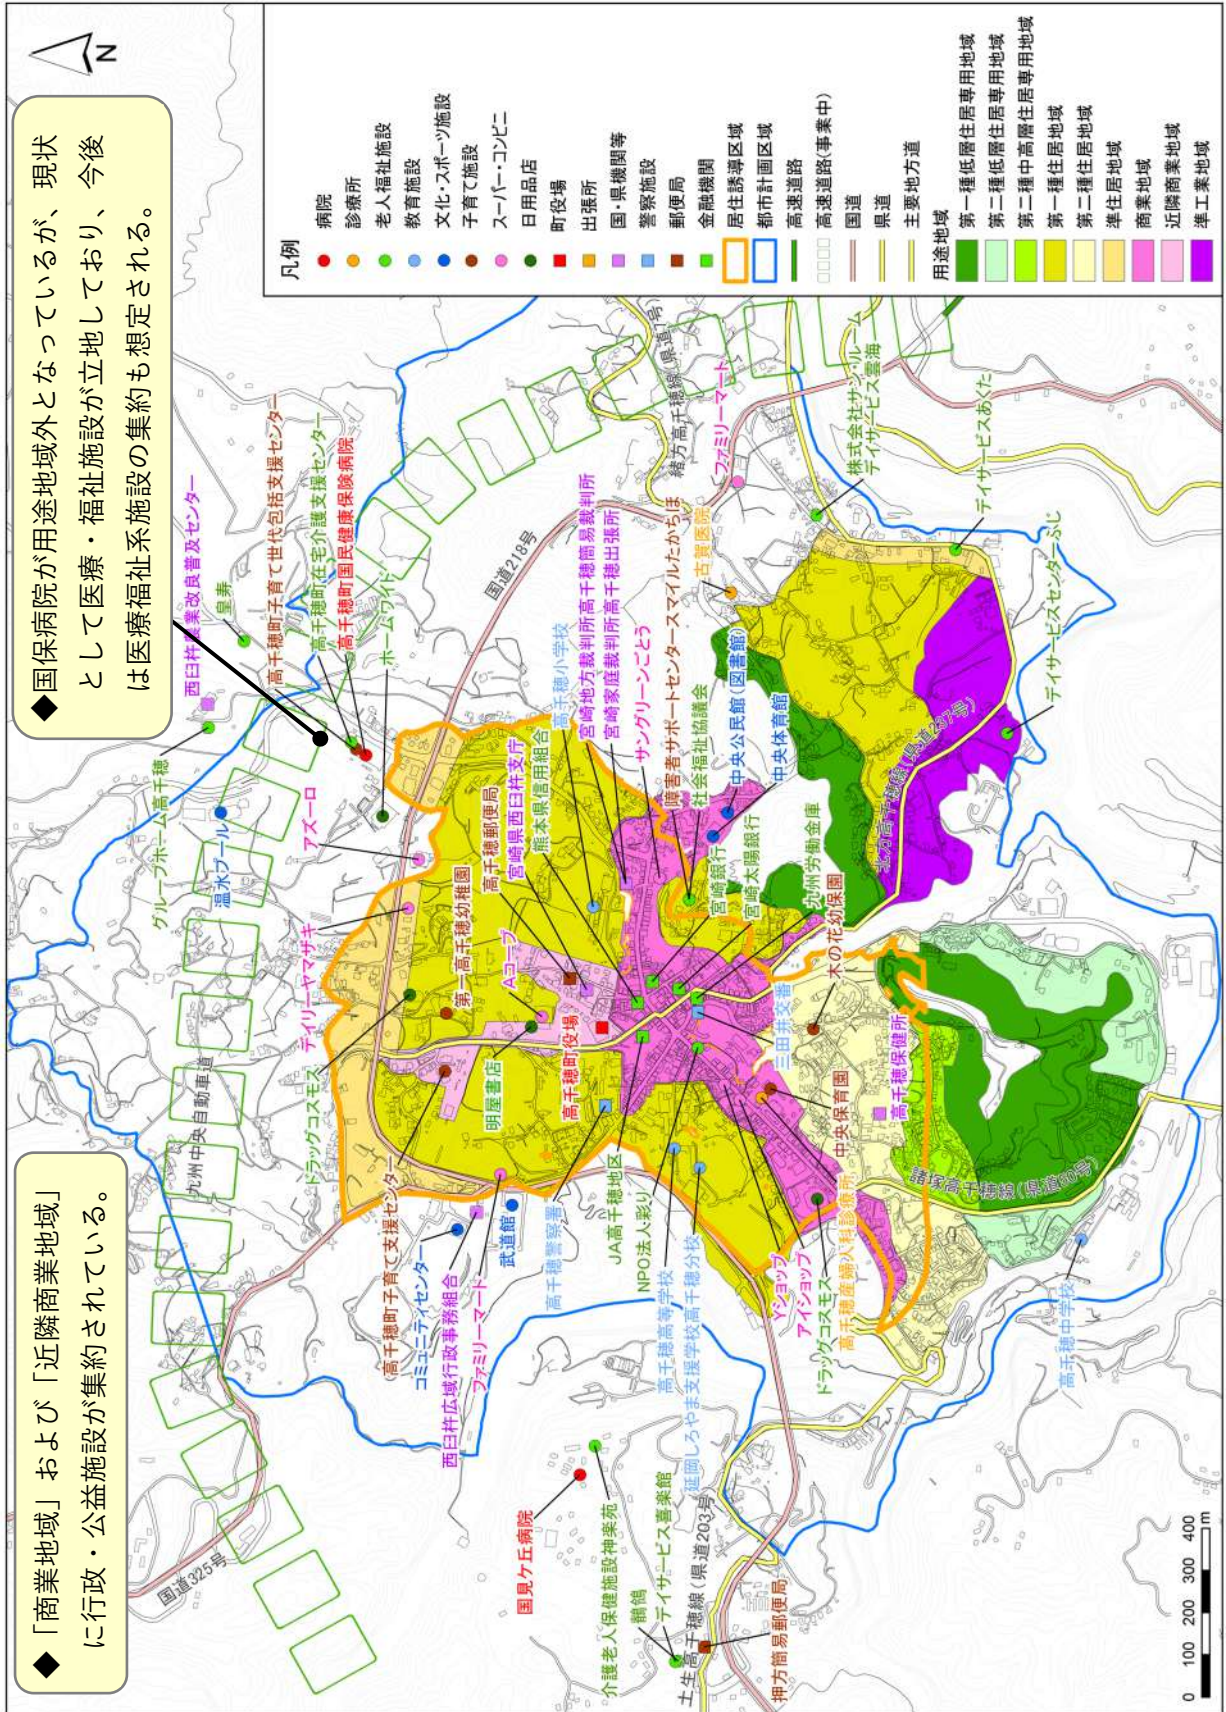 ◆「商業地域」および「近隣商業地域」
に行政・公益施設が集約されている。
◆国保病院が用途地域外となっているが、現状
として医療・福祉施設が立地しており、今後
は医療福祉系施設の集約も想定される。
N
凡例
病院
診療所
老人福祉施設
教育施設
文化・スポーツ施設
子育て施設
スーパー・コンビニ
日用品店
町役場
出張所
国・県機関等
警察施設
郵便局
金融機関
居住誘導区域
都市計画区域
高速道路
高速道路(事業中)
国道
県道
主要地方道
用途地域
第一種低層住居専用地域
第二種低層住居専用地域
第二種中高層住居専用地域
第一種住居地域
第二種住居地域
準住居地域
商業地域
近隣商業地域
準工業地域
国道325号
九州中央自動車道
グループホーム高千穂
温水プール
西臼杵農業改良普及センター
皇寿
高千穂町子育て世代包括支援センター
高千穂町在宅介護支援センター
高千穂町国民健康保険病院
ホームワイド
アズーロ
デイリーヤマザキ
ドラッグコスモス
国道218号
高千穂町子育て支援センター
コミュニティセンター
西臼杵広域行政事務組合
ファミリーマート
武道館
第一高千穂幼稚園
高千穂郵便局
宮崎県西臼杵支庁
熊本県信用組合
高千穂小学校
宮崎地方裁判所高千穂簡易裁判所
宮崎家庭裁判所高千穂出張所
サングリーンごとう
障害者サポートセンタースマイルたかちほ
社会福祉協議会
古賀医院
中央公民館(図書館)
中央体育館
緒方高千穂線(県道7号)
ファミリーマート
株式会社サン・ルーム
デイサービス雲海
デイサービスあくた
デイサービスセンターふじ
北方高千穂線(県道237号)
Aコープ
明屋書店
高千穂町役場
高千穂警察署
JA高千穂地区
NPO法人彩り
高千穂高等学校
延岡しろやま支援学校高千穂分校
宮崎銀行
宮崎太陽銀行
九州労働金庫
木の花幼保園
三田井交番
高千穂保健所
中央保育園
Yショップ
アイショップ
ドラッグコスモス
高千穂産婦人科診療所
諸塚高千穂線(県道50号)
高千穂中学校
国見ケ丘病院
介護老人保健施設神楽苑
鶺鴒
デイサービス喜楽館
土生高千穂線(県道203号)
押方簡易郵便局
0 100 200 300 400
m